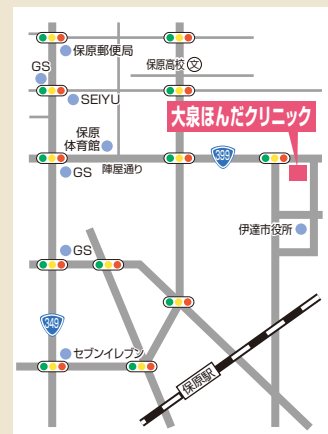 保原郵便局
GS
保原高校 文
SEIYU
大泉ほんだクリニック
保原
体育館
399
陣屋通り
GS
伊達市役所
GS
349
セブンイレブン
保原駅